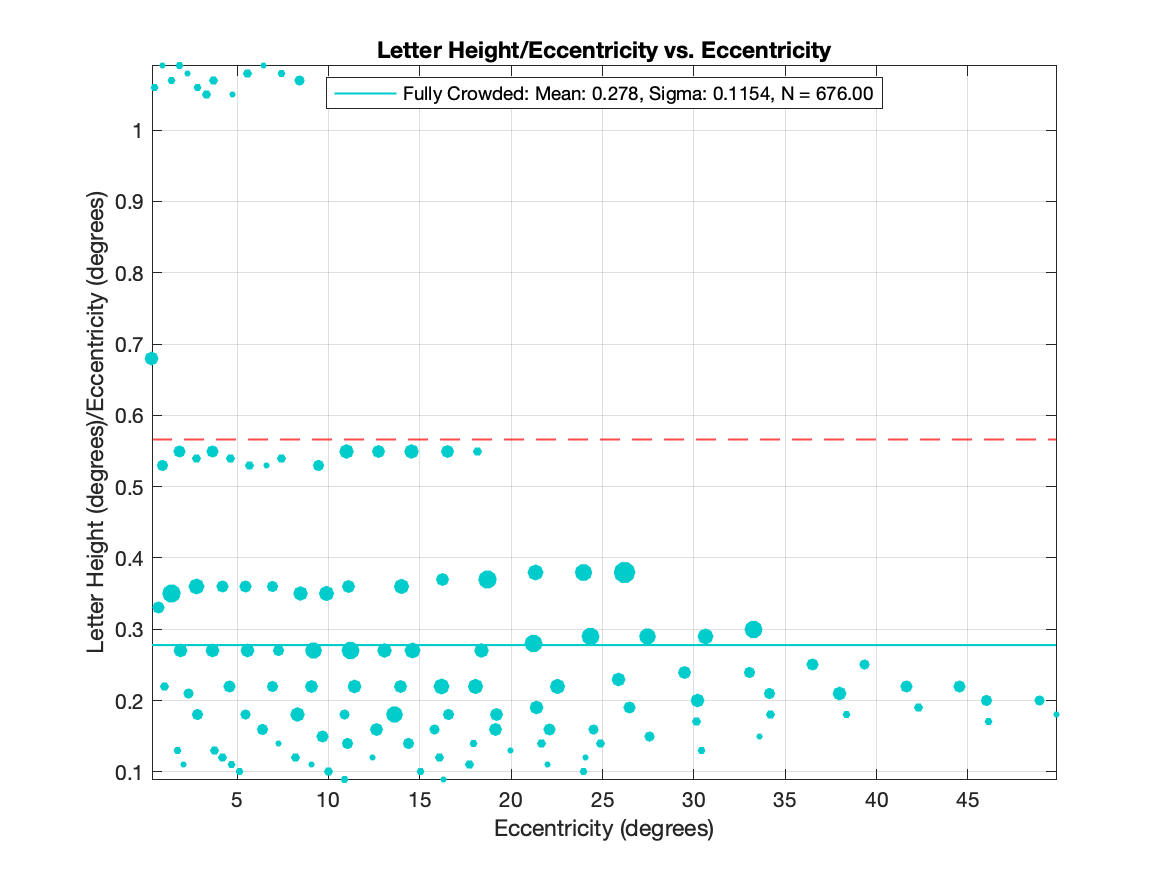 Letter Height/Eccentricity vs. Eccentricity
Fully Crowded: Mean: 0.278, Sigma: 0.1154, N = 676.00
Letter Height (degrees)/Eccentricity (degrees)
1
0.9
0.8
0.7
0.6
0.5
0.4
0.3
0.2
0.1
5 10 15 20 25 30 35 40 45
Eccentricity (degrees)